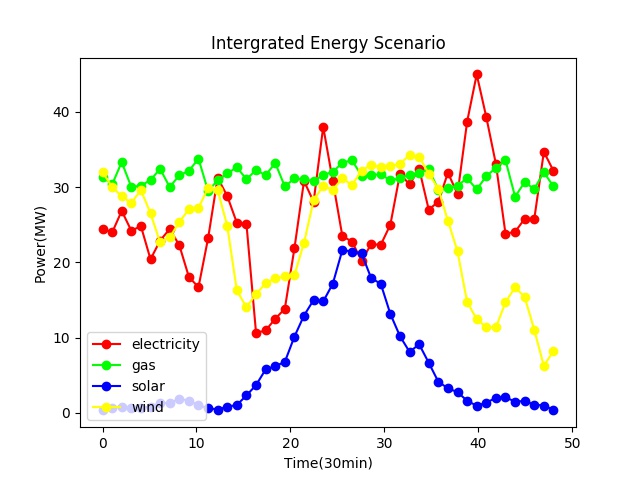 Intergrated Energy Scenario
Power(MW)
40
30
20
10
0
electricity
gas
solar
wind
0 10 20 30 40 50
Time(30min)